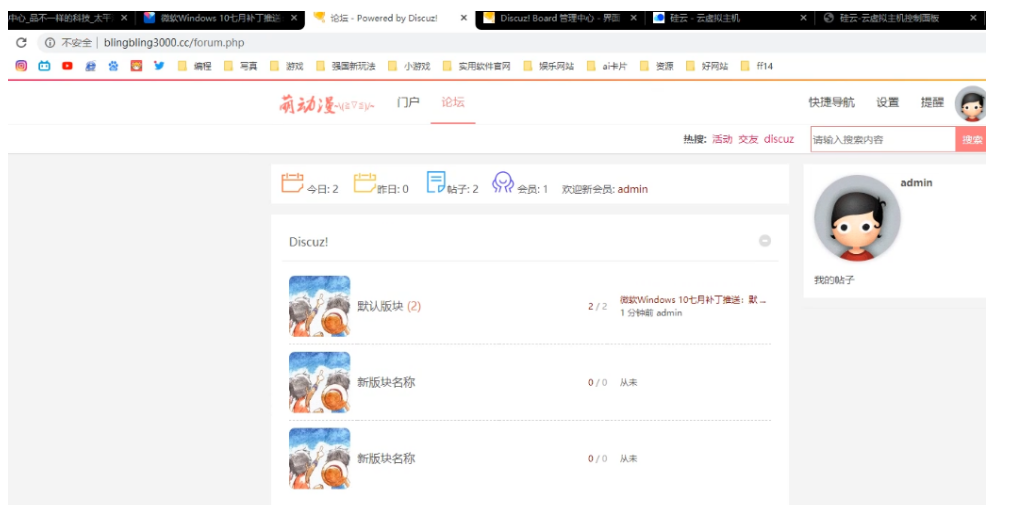 中心_品不一样的科技_太平 × 微软Windows 10七月补丁推送 × 论坛 - Powered by Discuz! × Discuz! Board 管理中心 - 界面 × 硅云 - 云虚拟主机 × 硅云-云虚拟主机控制面板 ×
不安全 | blingbling3000.cc/forum.php
编程 写真 游戏 强国新玩法 小游戏 实用软件官网 娱乐网站 ai卡片 资源 好网站 ff14
萌动漫 门户 论坛 快捷导航 设置 提醒
热搜: 活动 交友 discuz 请输入搜索内容 搜索
今日: 2 昨日: 0 帖子: 2 会员: 1 欢迎新会员: admin
admin
我的帖子
Discuz!
默认版块 (2) 2 / 2 微软Windows 10七月补丁推送：默 ...
1 分钟前 admin
新版块名称 0 / 0 从未
新版块名称 0 / 0 从未